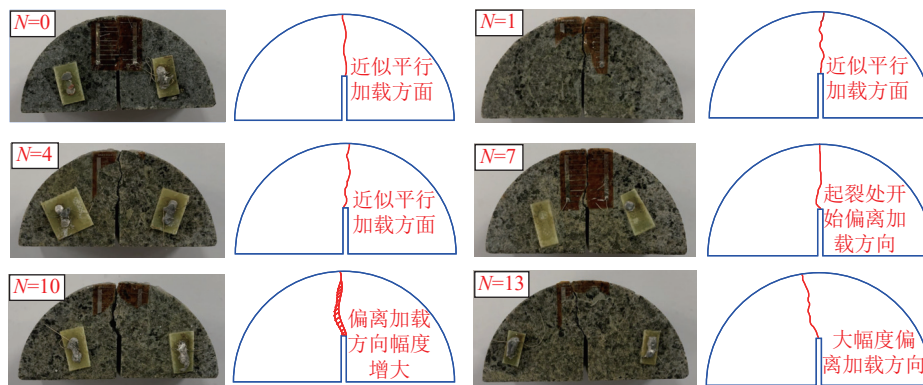 N=0
近似平行
加载方面
N=1
近似平行
加载方面
N=4
近似平行
加载方面
N=7
起裂处开
始偏离加
载方向
N=10
偏离加载
方向幅度
增大
N=13
大幅度偏
离加载方向